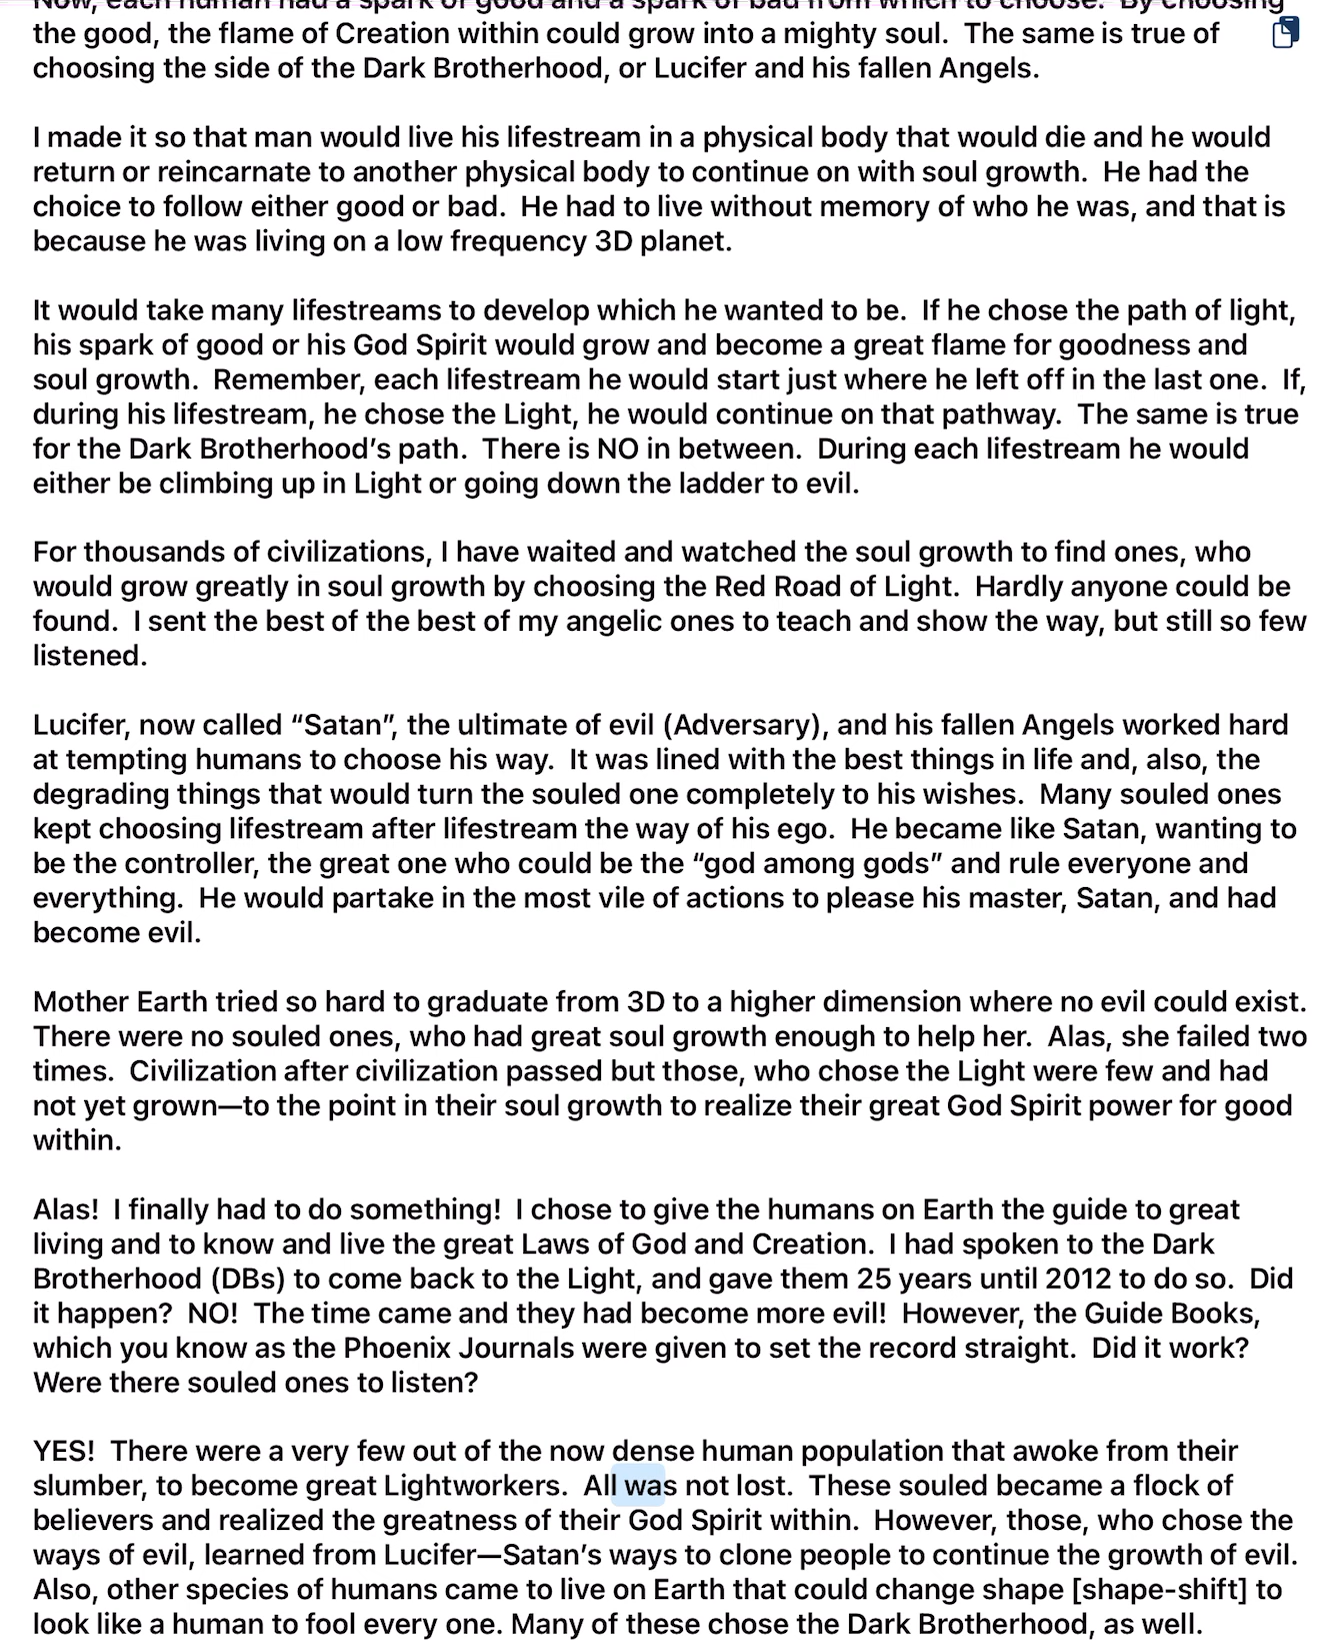 Now, each human had a spark of good and a spark of bad from which to choose.  By choosing
the good, the flame of Creation within could grow into a mighty soul.  The same is true of
choosing the side of the Dark Brotherhood, or Lucifer and his fallen Angels.
I made it so that man would live his lifestream in a physical body that would die and he would
return or reincarnate to another physical body to continue on with soul growth.  He had the
choice to follow either good or bad.  He had to live without memory of who he was, and that is
because he was living on a low frequency 3D planet.
It would take many lifestreams to develop which he wanted to be.  If he chose the path of light,
his spark of good or his God Spirit would grow and become a great flame for goodness and
soul growth.  Remember, each lifestream he would start just where he left off in the last one.  If,
during his lifestream, he chose the Light, he would continue on that pathway.  The same is true
for the Dark Brotherhood’s path.  There is NO in between.  During each lifestream he would
either be climbing up in Light or going down the ladder to evil.
For thousands of civilizations, I have waited and watched the soul growth to find ones, who
would grow greatly in soul growth by choosing the Red Road of Light.  Hardly anyone could be
found.  I sent the best of the best of my angelic ones to teach and show the way, but still so few
listened.
Lucifer, now called “Satan”, the ultimate of evil (Adversary), and his fallen Angels worked hard
at tempting humans to choose his way.  It was lined with the best things in life and, also, the
degrading things that would turn the souled one completely to his wishes.  Many souled ones
kept choosing lifestream after lifestream the way of his ego.  He became like Satan, wanting to
be the controller, the great one who could be the “god among gods” and rule everyone and
everything.  He would partake in the most vile of actions to please his master, Satan, and had
become evil.
Mother Earth tried so hard to graduate from 3D to a higher dimension where no evil could exist.
There were no souled ones, who had great soul growth enough to help her.  Alas, she failed two
times.  Civilization after civilization passed but those, who chose the Light were few and had
not yet grown—to the point in their soul growth to realize their great God Spirit power for good
within.
Alas!  I finally had to do something!  I chose to give the humans on Earth the guide to great
living and to know and live the great Laws of God and Creation.  I had spoken to the Dark
Brotherhood (DBs) to come back to the Light, and gave them 25 years until 2012 to do so.  Did
it happen?  NO!  The time came and they had become more evil!  However, the Guide Books,
which you know as the Phoenix Journals were given to set the record straight.  Did it work?
Were there souled ones to listen?
YES!  There were a very few out of the now dense human population that awoke from their
slumber, to become great Lightworkers.  All was not lost.  These souled became a flock of
believers and realized the greatness of their God Spirit within.  However, those, who chose the
ways of evil, learned from Lucifer—Satan’s ways to clone people to continue the growth of evil.
Also, other species of humans came to live on Earth that could change shape [shape-shift] to
look like a human to fool every one. Many of these chose the Dark Brotherhood, as well.